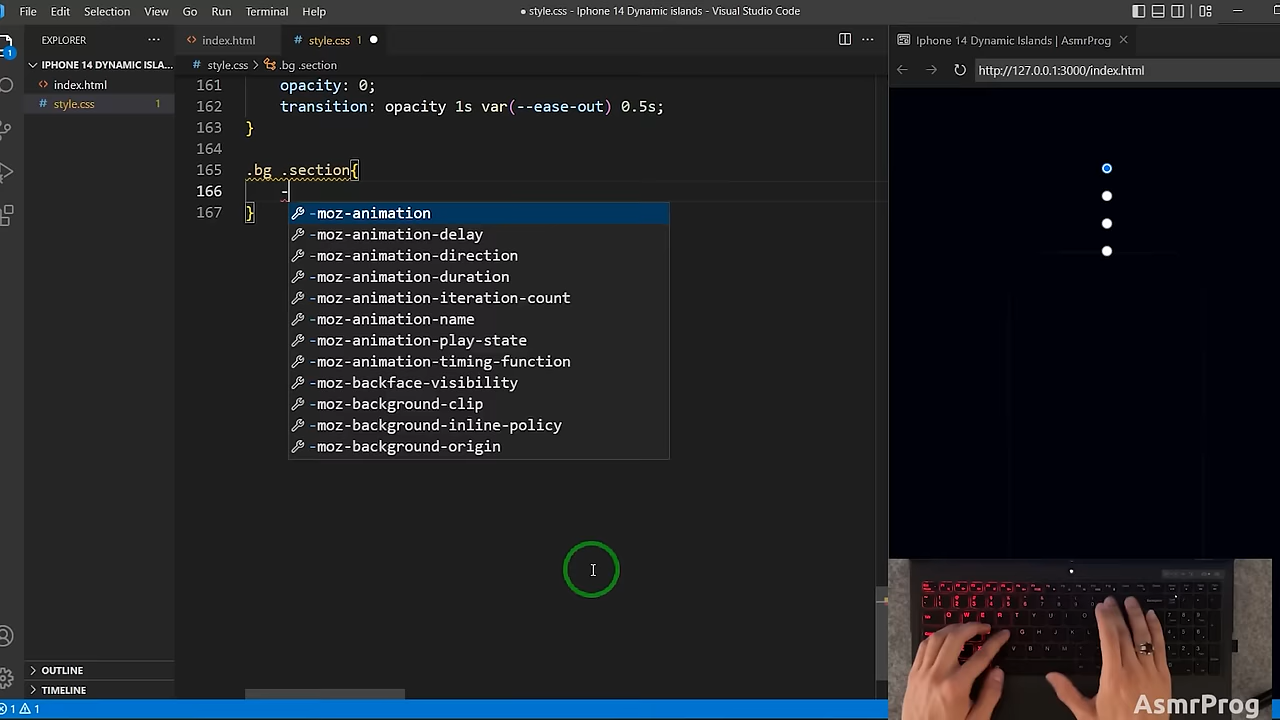 File Edit Selection View Go Run Terminal Help
● style.css - Iphone 14 Dynamic islands - Visual Studio Code
EXPLORER ···
1
IPHONE 14 DYNAMIC ISLA...
<> index.html
# style.css 1
<> index.html
# style.css 1 ●
# style.css > .bg .section
161 opacity: 0;
162 transition: opacity 1s var(--ease-out) 0.5s;
163 }
164
165 .bg .section{
166 -
167 }
-moz-animation
-moz-animation-delay
-moz-animation-direction
-moz-animation-duration
-moz-animation-iteration-count
-moz-animation-name
-moz-animation-play-state
-moz-animation-timing-function
-moz-backface-visibility
-moz-background-clip
-moz-background-inline-policy
-moz-background-origin
OUTLINE
TIMELINE
1 1
Iphone 14 Dynamic Islands | AsmrProg
http://127.0.0.1:3000/index.html
AsmrProg